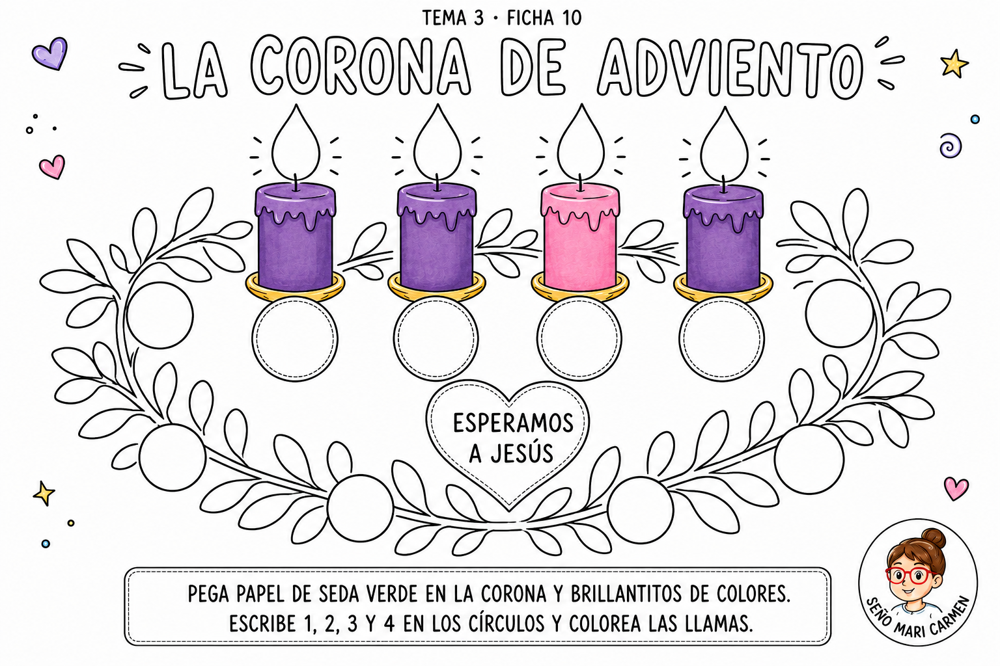 TEMA 3 · FICHA 10
LA CORONA DE ADVIENTO
ESPERAMOS
A JESÚS
PEGA PAPEL DE SEDA VERDE EN LA CORONA Y BRILLANTITOS DE COLORES.
ESCRIBE 1, 2, 3 Y 4 EN LOS CÍRCULOS Y COLOREA LAS LLAMAS.
SEÑO MARI CARMEN